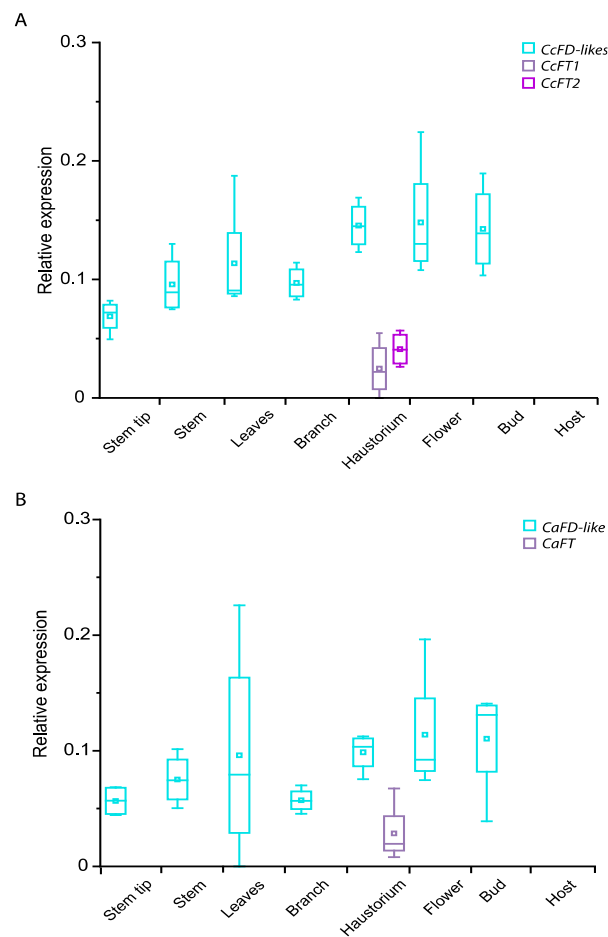 A
0.3
0.2
0.1
0
Relative expression
CcFD-likes
CcFT1
CcFT2
Stem tip
Stem
Leaves
Branch
Haustorium
Flower
Bud
Host
B
0.3
0.2
0.1
0
Relative expression
CaFD-like
CaFT
Stem tip
Stem
Leaves
Branch
Haustorium
Flower
Bud
Host